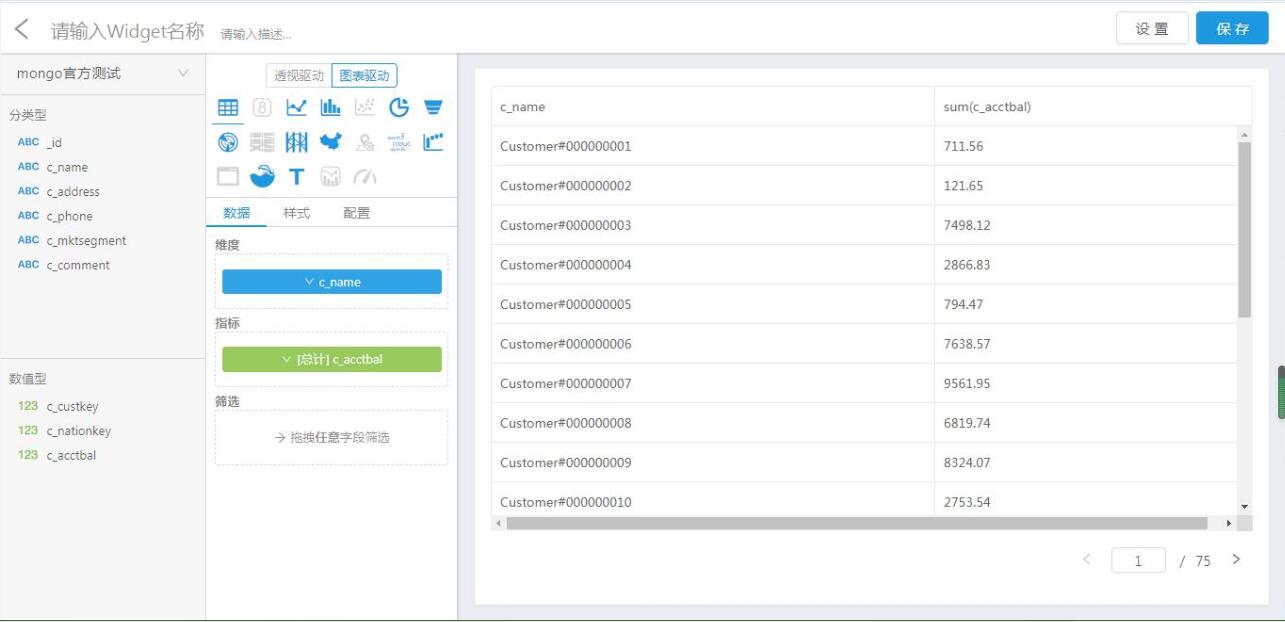 请输入Widget名称 请输入描述...
设 置
保 存
mongo官方测试
分类型
ABC _id
ABC c_name
ABC c_address
ABC c_phone
ABC c_mktsegment
ABC c_comment
数值型
123 c_custkey
123 c_nationkey
123 c_acctbal
透视驱动 图表驱动
数据 样式 配置
维度
c_name
指标
[总计] c_acctbal
筛选
拖拽任意字段筛选
c_name sum(c_acctbal)
Customer#000000001 711.56
Customer#000000002 121.65
Customer#000000003 7498.12
Customer#000000004 2866.83
Customer#000000005 794.47
Customer#000000006 7638.57
Customer#000000007 9561.95
Customer#000000008 6819.74
Customer#000000009 8324.07
Customer#000000010 2753.54
< 1 / 75 >